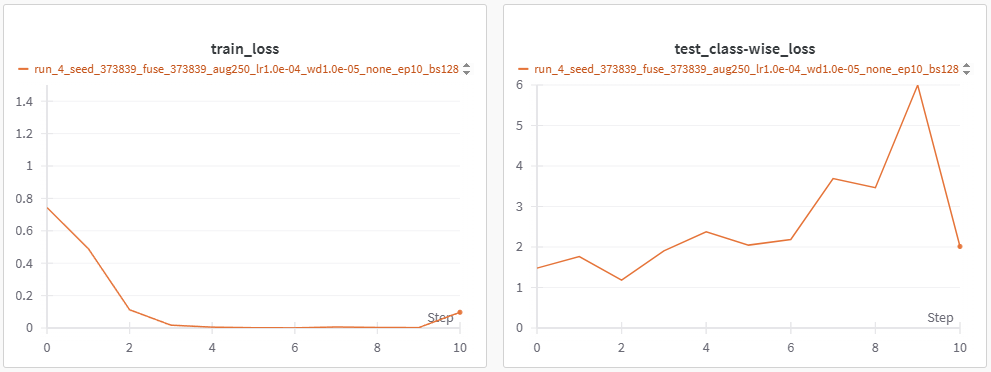 train_loss
run_4_seed_373839_fuse_373839_aug250_lr1.0e-04_wd1.0e-05_none_ep10_bs128
1.4
1.2
1
0.8
0.6
0.4
0.2
0
Step
0 2 4 6 8 10
test_class-wise_loss
run_4_seed_373839_fuse_373839_aug250_lr1.0e-04_wd1.0e-05_none_ep10_bs128
6
5
4
3
2
1
0
Step
0 2 4 6 8 10